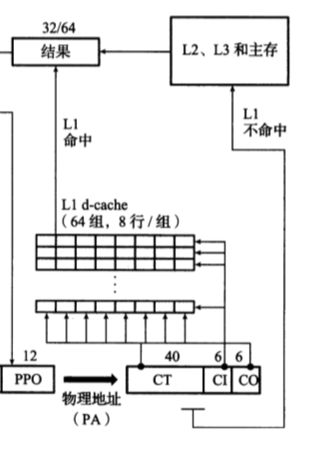 32/64
结果
L2、L3 和主存
L1
命中
L1
不命中
L1 d-cache
（64 组，8 行/组）
12
40
6
6
PPO
CT
CI
CO
物理地址
（PA）